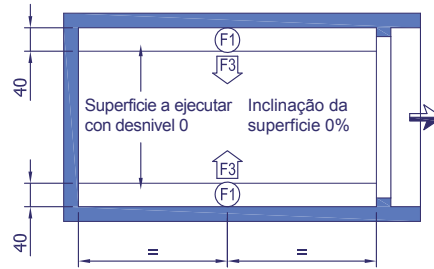 F1
40
F3
Superficie a ejecutar
con desnivel 0
Inclinação da
superficie 0%
F3
F1
40
=
=